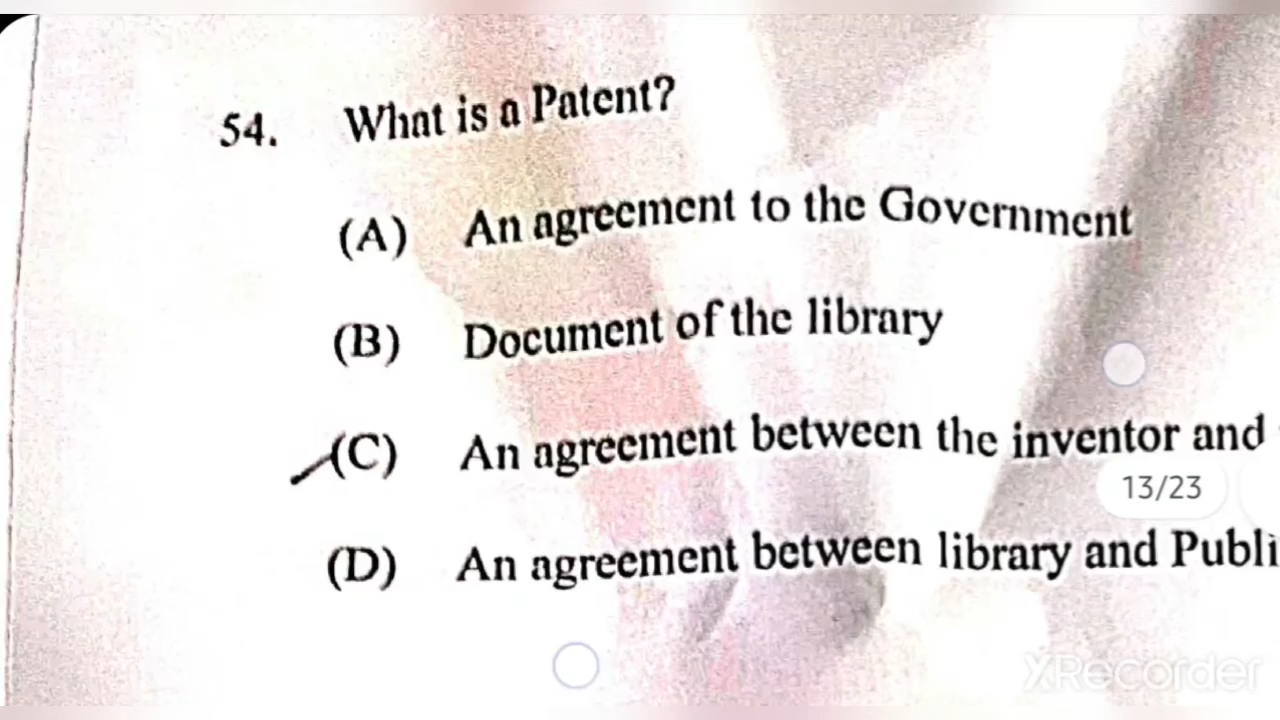 54. What is a Patent?
(A) An agreement to the Government
(B) Document of the library
(C) An agreement between the inventor and
13/23
(D) An agreement between library and Publi
XRecorder